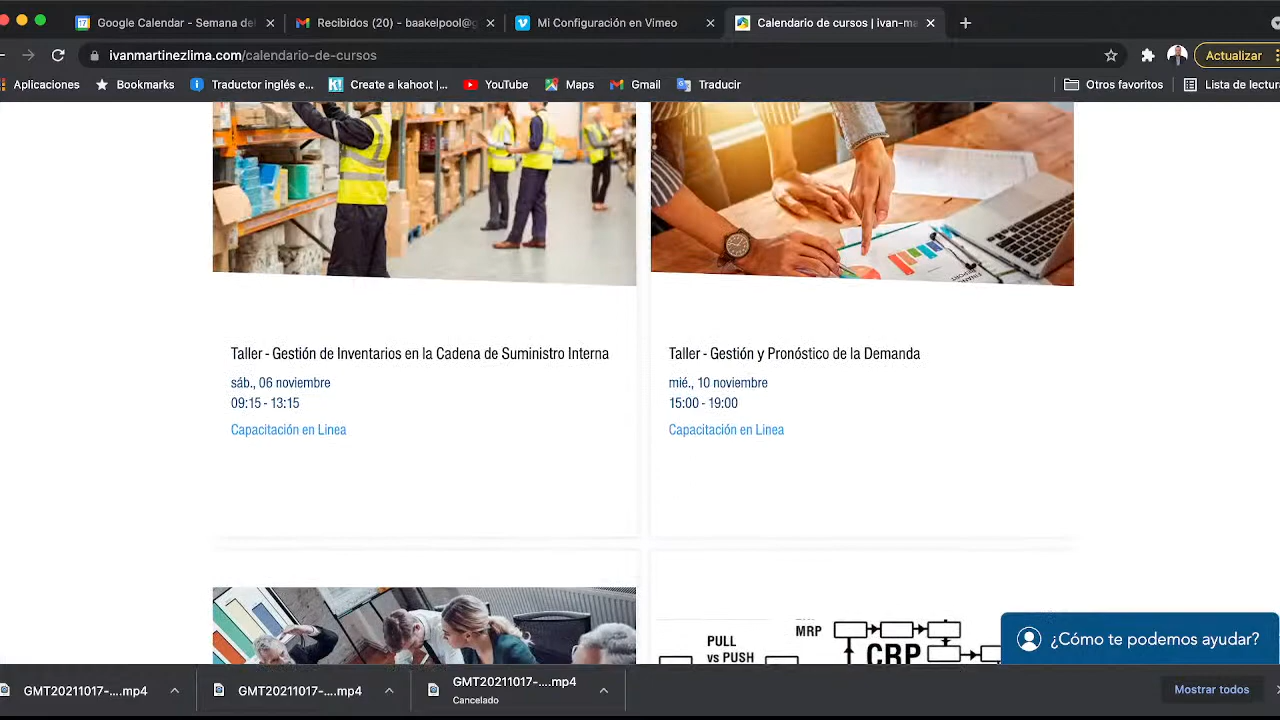 Google Calendar - Semana del
Recibidos (20) - baakelpool@g
Mi Configuración en Vimeo
Calendario de cursos | ivan-ma
ivanmartinezlima.com/calendario-de-cursos
Actualizar
Aplicaciones
Bookmarks
Traductor inglés e...
Create a kahoot |...
YouTube
Maps
Gmail
Traducir
Otros favoritos
Lista de lectura
Taller - Gestión de Inventarios en la Cadena de Suministro Interna
sáb., 06 noviembre
09:15 - 13:15
Capacitación en Linea
Taller - Gestión y Pronóstico de la Demanda
mié., 10 noviembre
15:00 - 19:00
Capacitación en Linea
PULL
vs PUSH
MRP
CRP
¿Cómo te podemos ayudar?
GMT20211017-....mp4
GMT20211017-....mp4
GMT20211017-....mp4
Cancelado
Mostrar todos